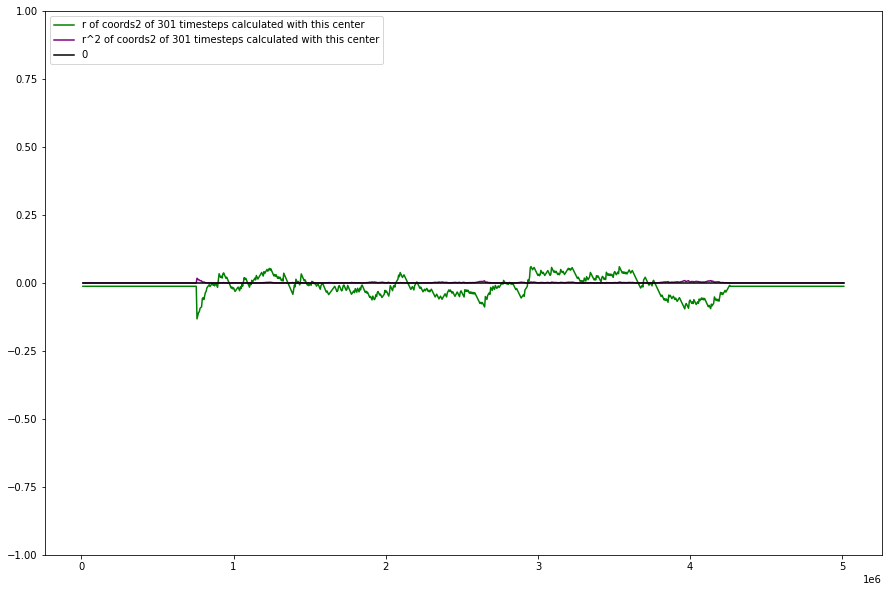 r of coords2 of 301 timesteps calculated with this center
r^2 of coords2 of 301 timesteps calculated with this center
0
1.00
0.75
0.50
0.25
0.00
−0.25
−0.50
−0.75
−1.00
0 1 2 3 4 5
1e6